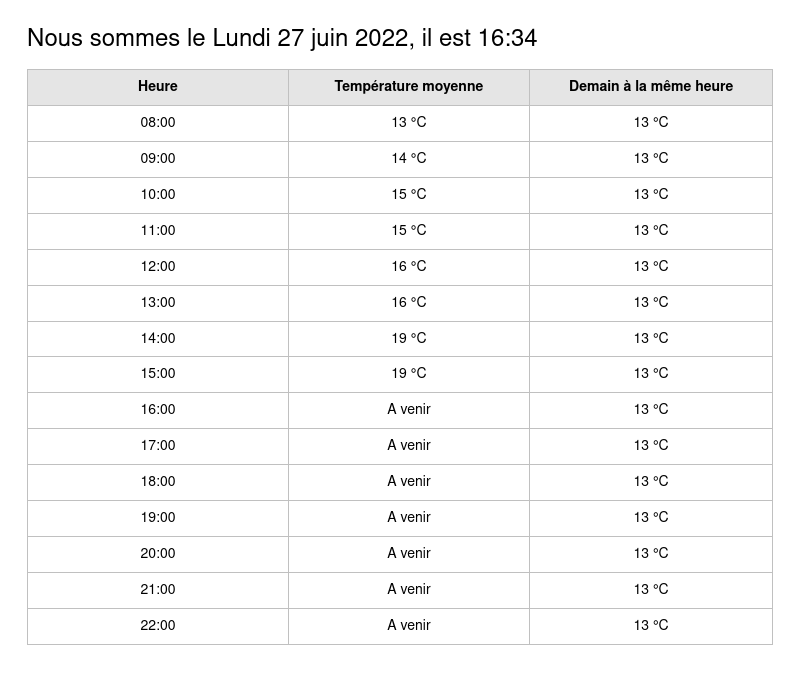 Nous sommes le Lundi 27 juin 2022, il est 16:34
Heure Température moyenne Demain à la même heure
08:00 13 °C 13 °C
09:00 14 °C 13 °C
10:00 15 °C 13 °C
11:00 15 °C 13 °C
12:00 16 °C 13 °C
13:00 16 °C 13 °C
14:00 19 °C 13 °C
15:00 19 °C 13 °C
16:00 A venir 13 °C
17:00 A venir 13 °C
18:00 A venir 13 °C
19:00 A venir 13 °C
20:00 A venir 13 °C
21:00 A venir 13 °C
22:00 A venir 13 °C